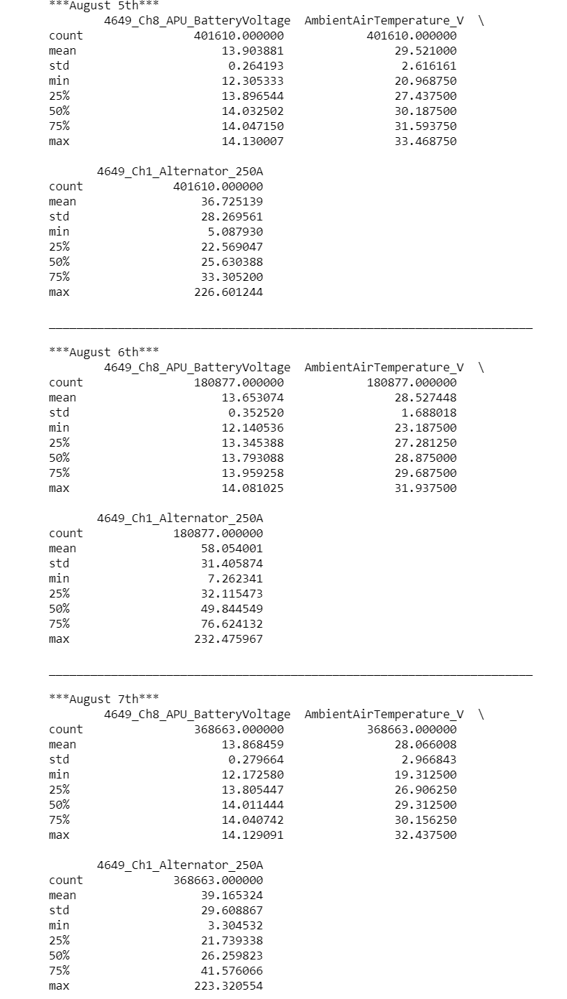 ***August 5th***
4649_Ch8_APU_BatteryVoltage AmbientAirTemperature_V \
count 401610.000000 401610.000000
mean 13.903881 29.521000
std 0.264193 2.616161
min 12.305333 20.968750
25% 13.896544 27.437500
50% 14.032502 30.187500
75% 14.047150 31.593750
max 14.130007 33.468750
4649_Ch1_Alternator_250A
count 401610.000000
mean 36.725139
std 28.269561
min 5.087930
25% 22.569047
50% 25.630388
75% 33.305200
max 226.601244
______________________________________________________________________
***August 6th***
4649_Ch8_APU_BatteryVoltage AmbientAirTemperature_V \
count 180877.000000 180877.000000
mean 13.653074 28.527448
std 0.352520 1.688018
min 12.140536 23.187500
25% 13.345388 27.281250
50% 13.793088 28.875000
75% 13.959258 29.687500
max 14.081025 31.937500
4649_Ch1_Alternator_250A
count 180877.000000
mean 58.054001
std 31.405874
min 7.262341
25% 32.115473
50% 49.844549
75% 76.624132
max 232.475967
______________________________________________________________________
***August 7th***
4649_Ch8_APU_BatteryVoltage AmbientAirTemperature_V \
count 368663.000000 368663.000000
mean 13.868459 28.066008
std 0.279664 2.966843
min 12.172580 19.312500
25% 13.805447 26.906250
50% 14.011444 29.312500
75% 14.040742 30.156250
max 14.129091 32.437500
4649_Ch1_Alternator_250A
count 368663.000000
mean 39.165324
std 29.608867
min 3.304532
25% 21.739338
50% 26.259823
75% 41.576066
max 223.320554